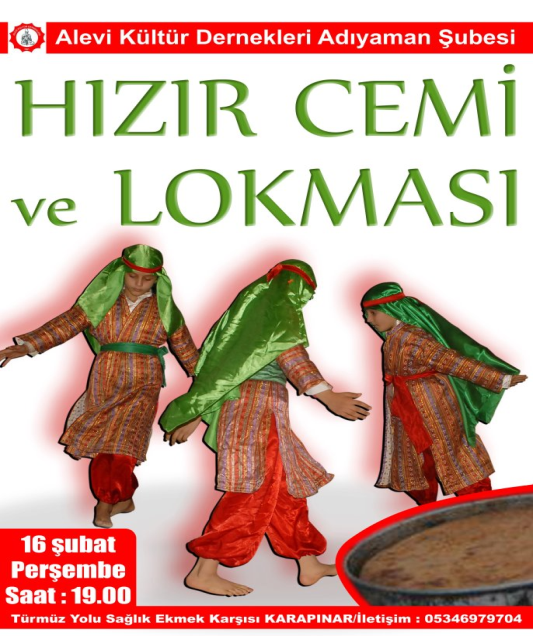 Alevi Kültür Dernekleri Adıyaman Şubesi
HIZIR CEMİ
ve LOKMASI
16 şubat
Perşembe
Saat : 19.00
Türmüz Yolu Sağlık Ekmek Karşısı KARAPINAR/İletişim : 05346979704